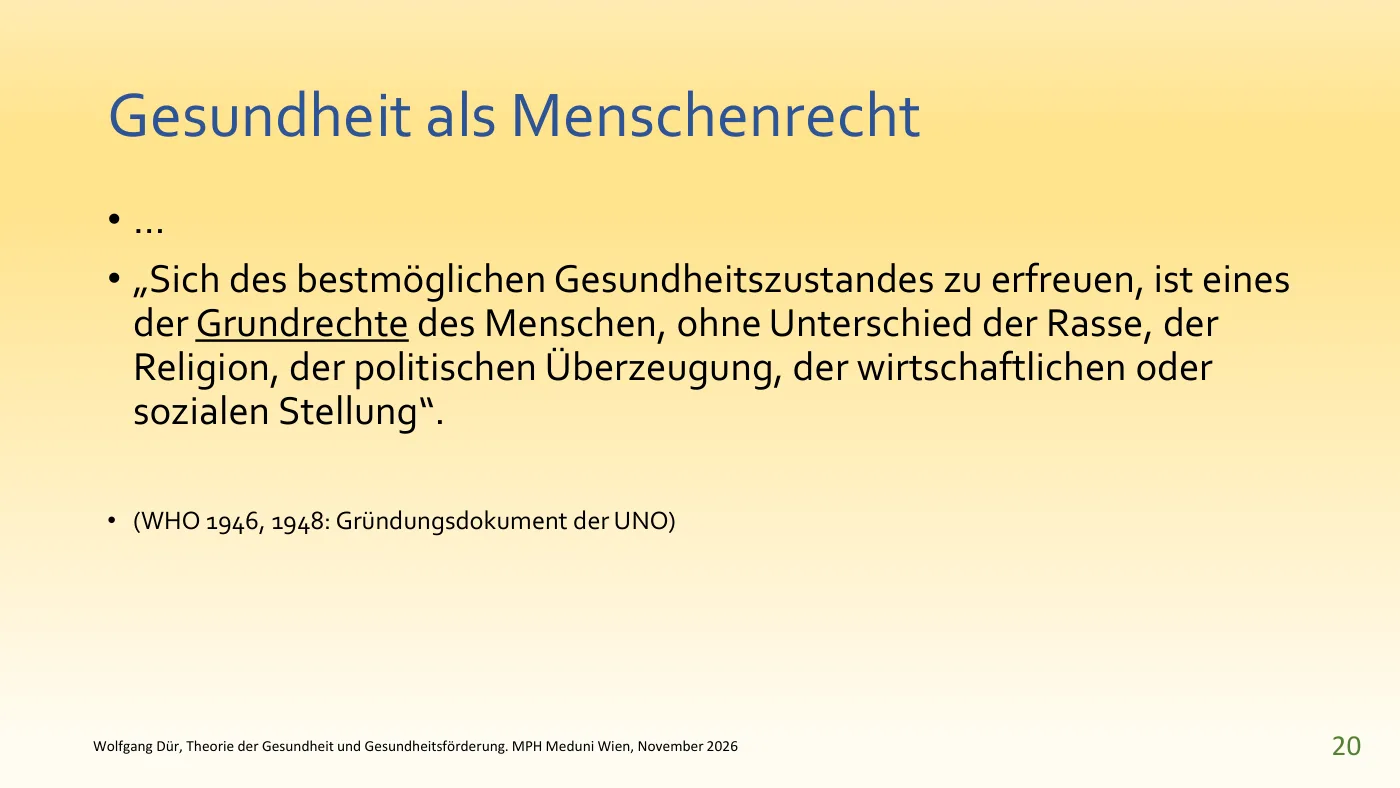 Gesundheit als Menschenrecht
• …
• „Sich des bestmöglichen Gesundheitszustandes zu erfreuen, ist eines
der Grundrechte des Menschen, ohne Unterschied der Rasse, der
Religion, der politischen Überzeugung, der wirtschaftlichen oder
sozialen Stellung“.
• (WHO 1946, 1948: Gründungsdokument der UNO)
Wolfgang Dür, Theorie der Gesundheit und Gesundheitsförderung. MPH Meduni Wien, November 2026
20